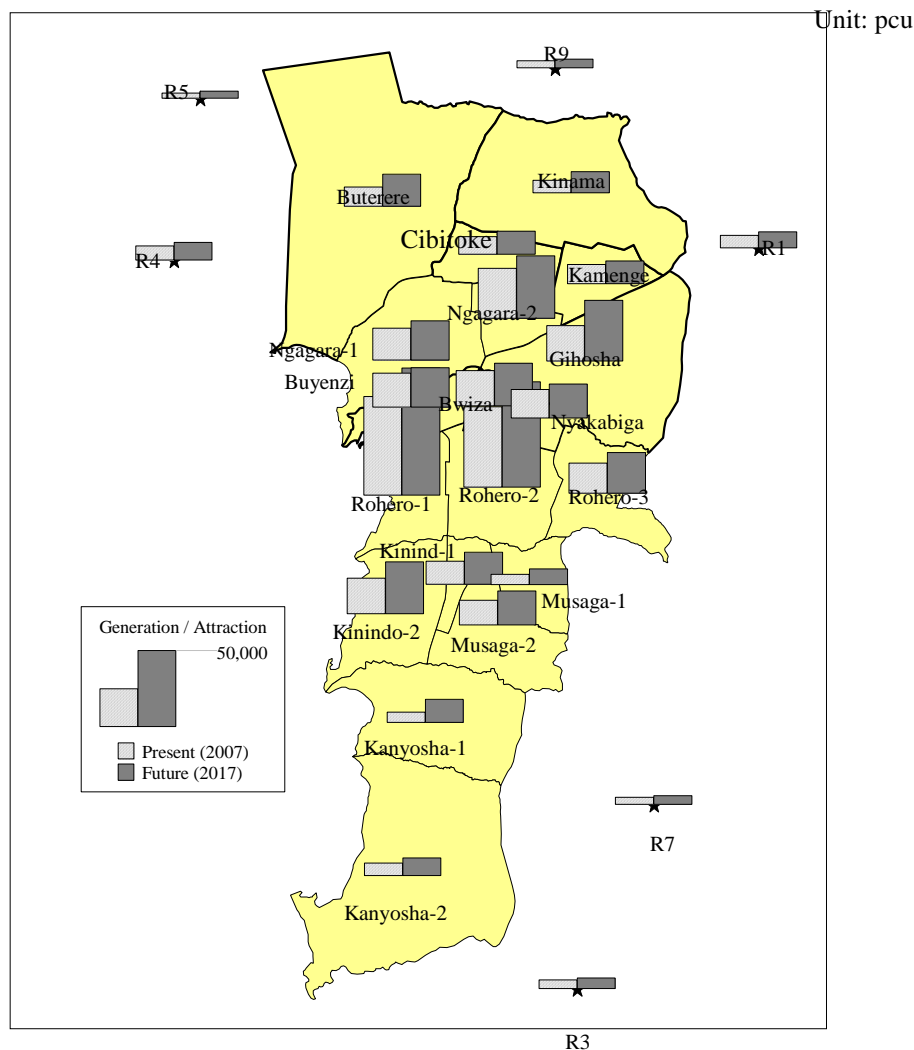 Unit: pcu
R9
R5
Kinama
Buterere
Cibitoke
R1
R4
Kamenge
Ngagara-2
Ngagara-1
Gihosha
Buyenzi
Bwiza
Nyakabiga
Rohero-1
Rohero-2
Rohero-3
Kinind-1
Musaga-1
Kinindo-2
Musaga-2
Generation / Attraction
50,000
Present (2007)
Future (2017)
Kanyosha-1
R7
Kanyosha-2
R3